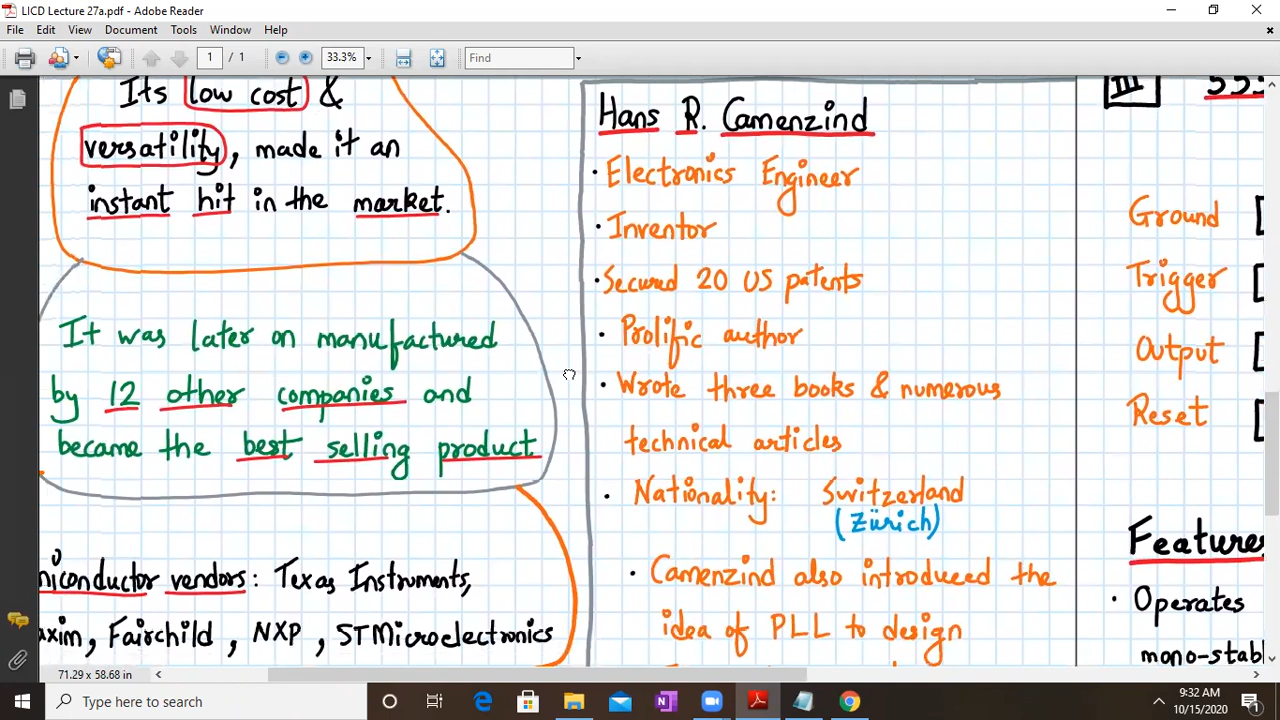 LICD Lecture 27a.pdf - Adobe Reader
File Edit View Document Tools Window Help
1 / 1 33.3% Find
Its low cost &
versatility, made it an
instant hit in the market.
It was later on manufactured
by 12 other companies and
became the best selling product
niconductor vendors: Texas Instruments,
axim, Fairchild, NXP, STMicroelectronics
Hans R. Camenzind
· Electronics Engineer
· Inventor
· Secured 20 US patents
· Prolific author
· Wrote three books & numerous
technical articles
· Nationality: Switzerland
(Zürich)
· Camenzind also introduced the
idea of PLL to design
III 555
Ground
Trigger
Output
Reset
Features
· Operates
mono-stabl
71.29 x 58.68 in
Type here to search
9:32 AM
10/15/2020